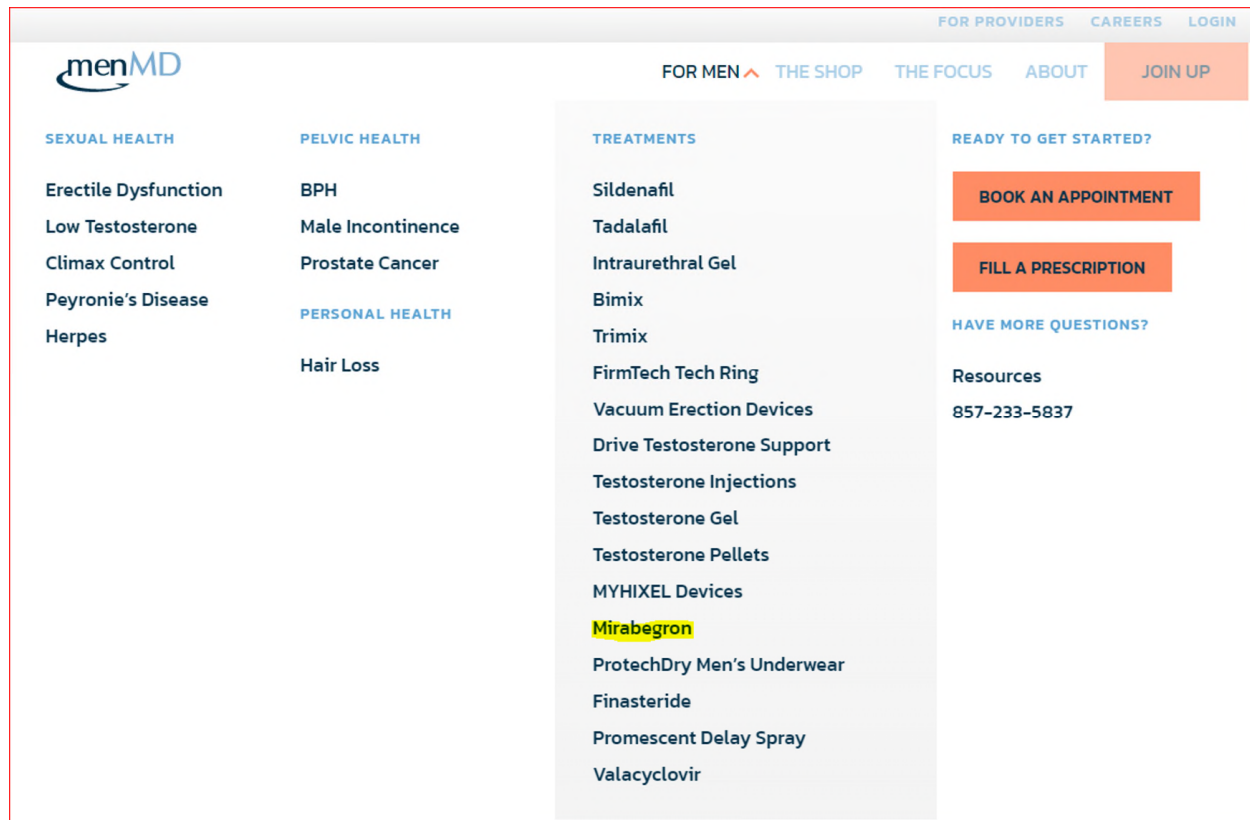 FOR PROVIDERS CAREERS LOGIN
menMD
FOR MEN THE SHOP THE FOCUS ABOUT JOIN UP
SEXUAL HEALTH
Erectile Dysfunction
Low Testosterone
Climax Control
Peyronie's Disease
Herpes
PELVIC HEALTH
BPH
Male Incontinence
Prostate Cancer
PERSONAL HEALTH
Hair Loss
TREATMENTS
Sildenafil
Tadalafil
Intraurethral Gel
Bimix
Trimix
FirmTech Tech Ring
Vacuum Erection Devices
Drive Testosterone Support
Testosterone Injections
Testosterone Gel
Testosterone Pellets
MYHIXEL Devices
Mirabegron
ProtechDry Men's Underwear
Finasteride
Promescent Delay Spray
Valacyclovir
READY TO GET STARTED?
BOOK AN APPOINTMENT
FILL A PRESCRIPTION
HAVE MORE QUESTIONS?
Resources
857-233-5837